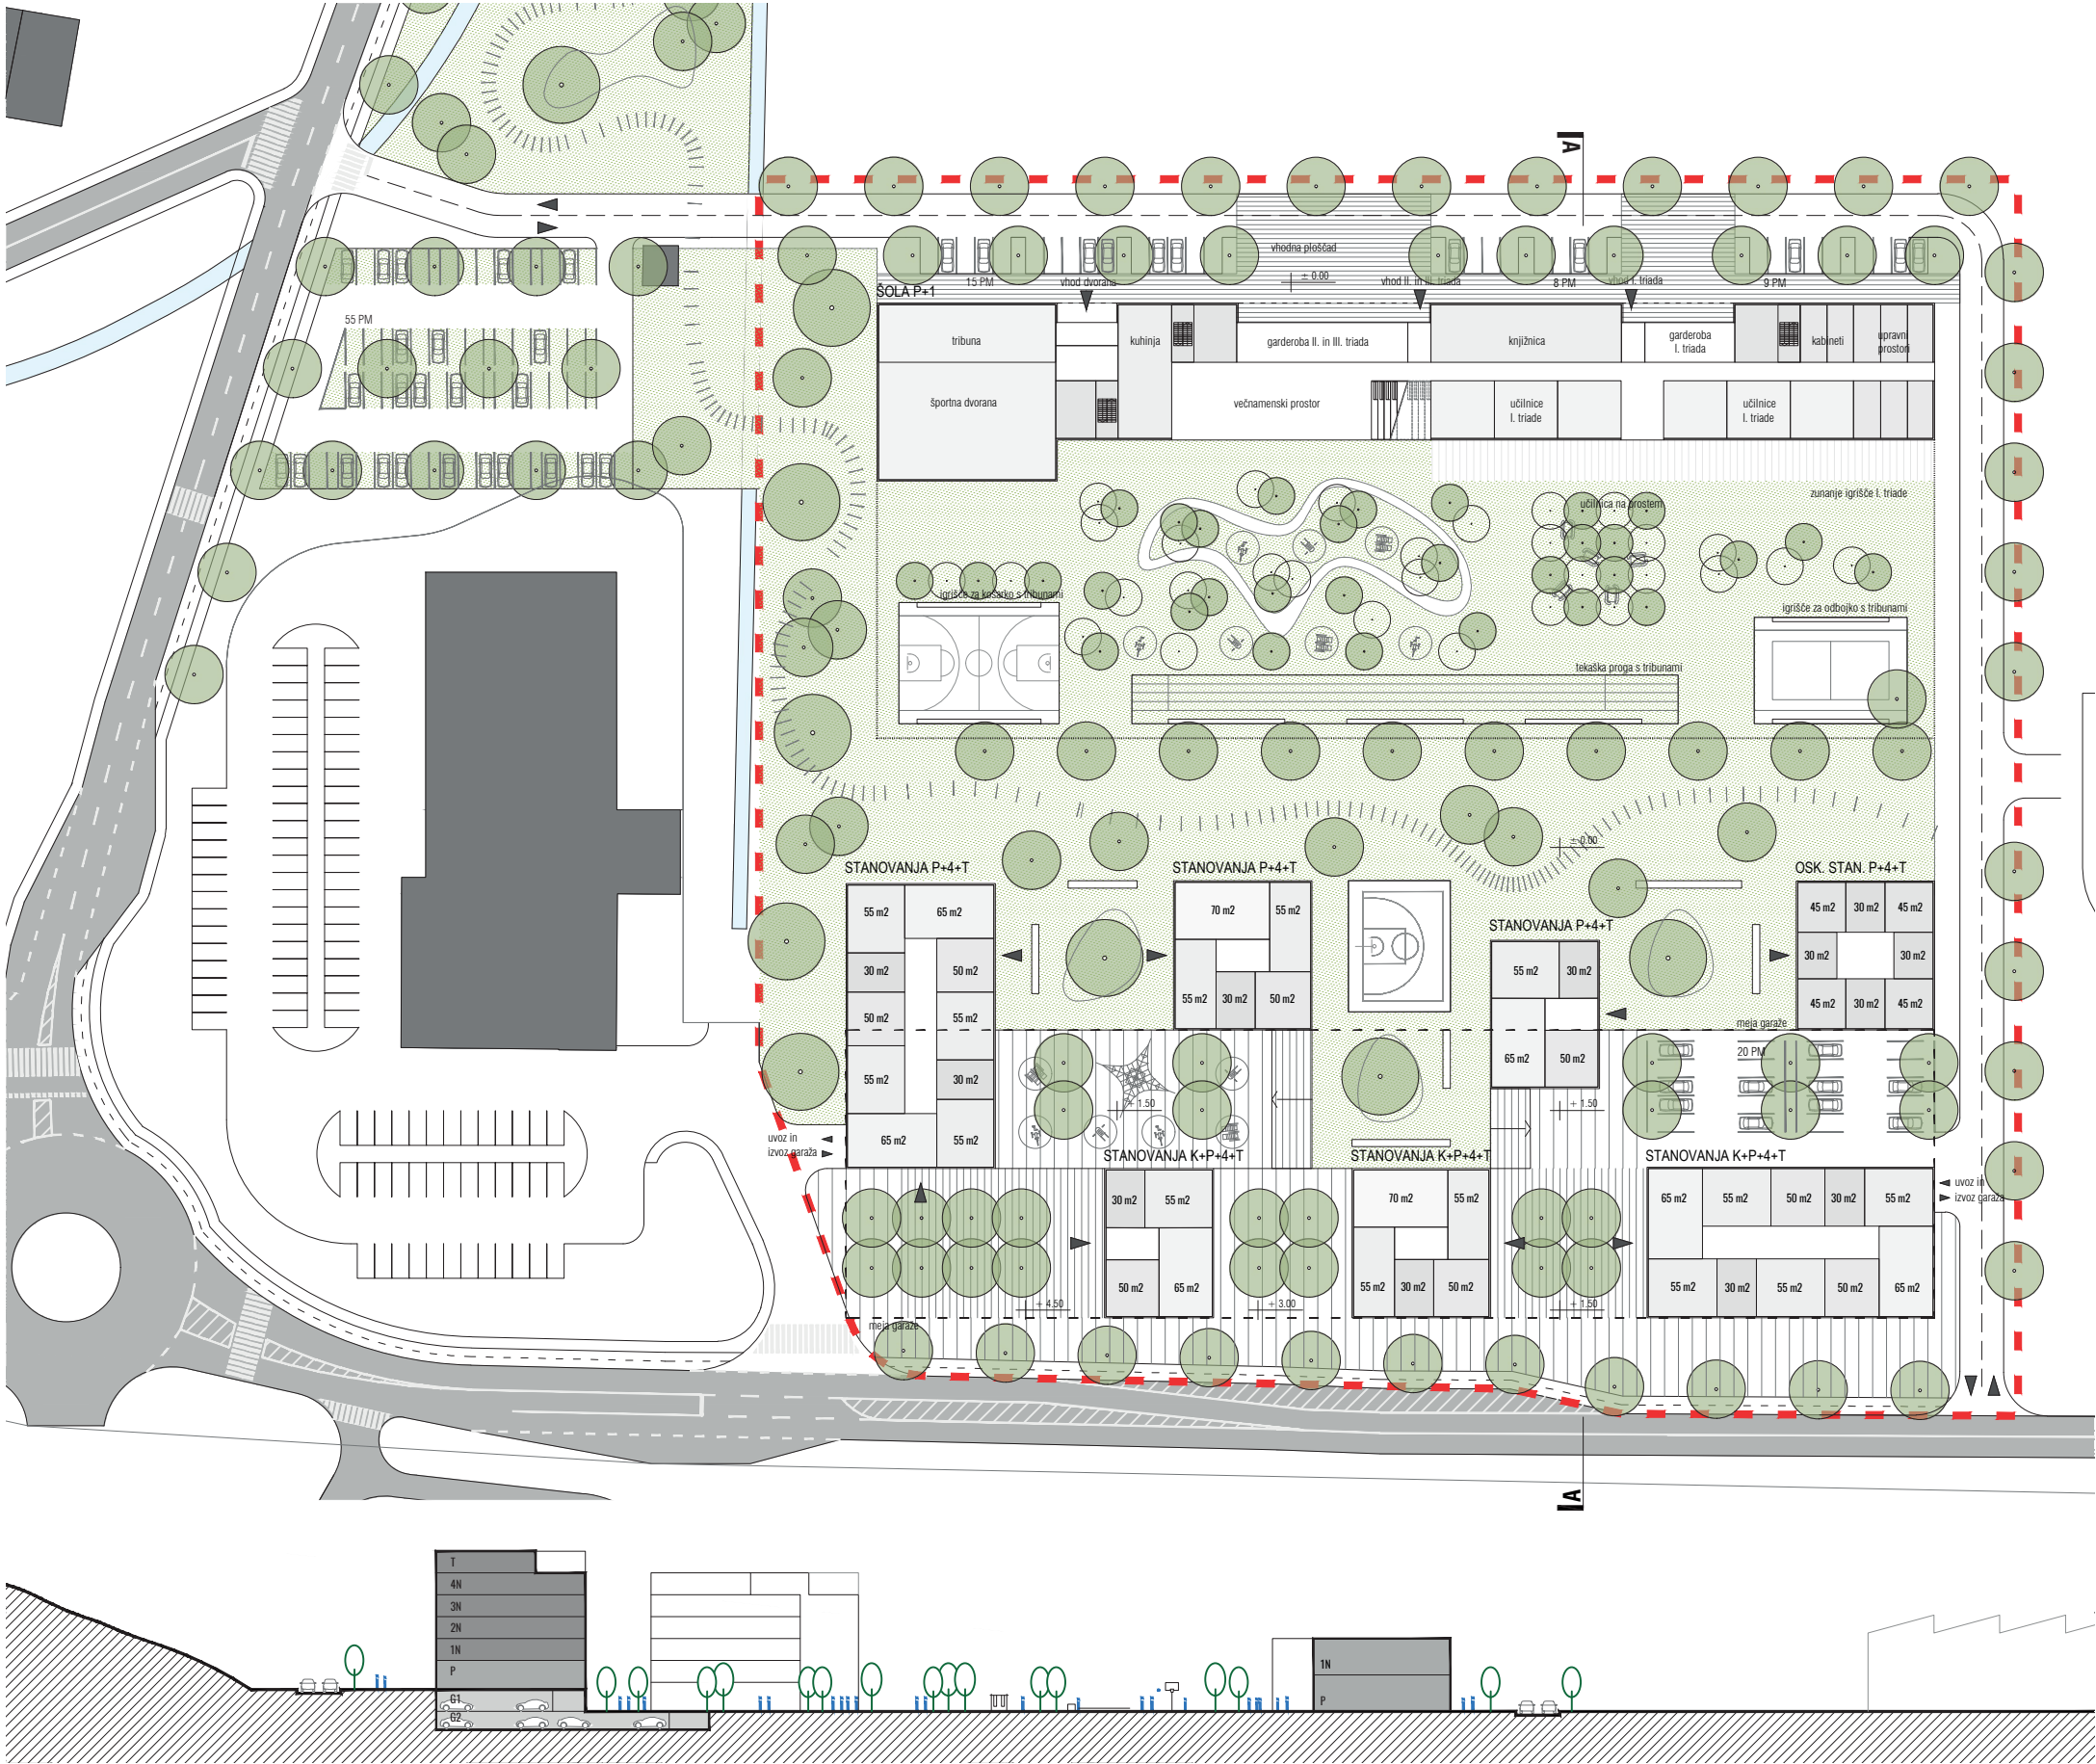 A
vhodna ploščad
± 0.00
15 PM
vhod dvorana
vhod II. in III. triada
8 PM
vhod I. triada
9 PM
ŠOLA P+1
55 PM
tribuna
kuhinja
garderoba II. in III. triada
knjižnica
garderoba
I. triada
kabineti
upravni
prostori
športna dvorana
večnamenski prostor
učilnice
I. triade
učilnice
I. triade
zunanje igrišče I. triade
učilnica na prostem
igrišče za košarko s tribunami
igrišče za odbojko s tribunami
tekaška proga s tribunami
± 0.00
STANOVANJA P+4+T
55 m2
65 m2
30 m2
50 m2
50 m2
55 m2
55 m2
30 m2
65 m2
55 m2
STANOVANJA P+4+T
70 m2
55 m2
55 m2
30 m2
50 m2
STANOVANJA P+4+T
55 m2
30 m2
65 m2
50 m2
OSK. STAN. P+4+T
45 m2
30 m2
45 m2
30 m2
30 m2
45 m2
30 m2
45 m2
meja garaže
20 PM
+ 1.50
+ 1.50
uvoz in
izvoz garaža
STANOVANJA K+P+4+T
30 m2
55 m2
50 m2
65 m2
STANOVANJA K+P+4+T
70 m2
55 m2
55 m2
30 m2
50 m2
STANOVANJA K+P+4+T
65 m2
55 m2
50 m2
30 m2
55 m2
55 m2
30 m2
55 m2
50 m2
65 m2
uvoz in
izvoz garaža
+ 4.50
+ 3.00
+ 1.50
meja garaže
A
T
4N
3N
2N
1N
P
G1
G2
1N
P